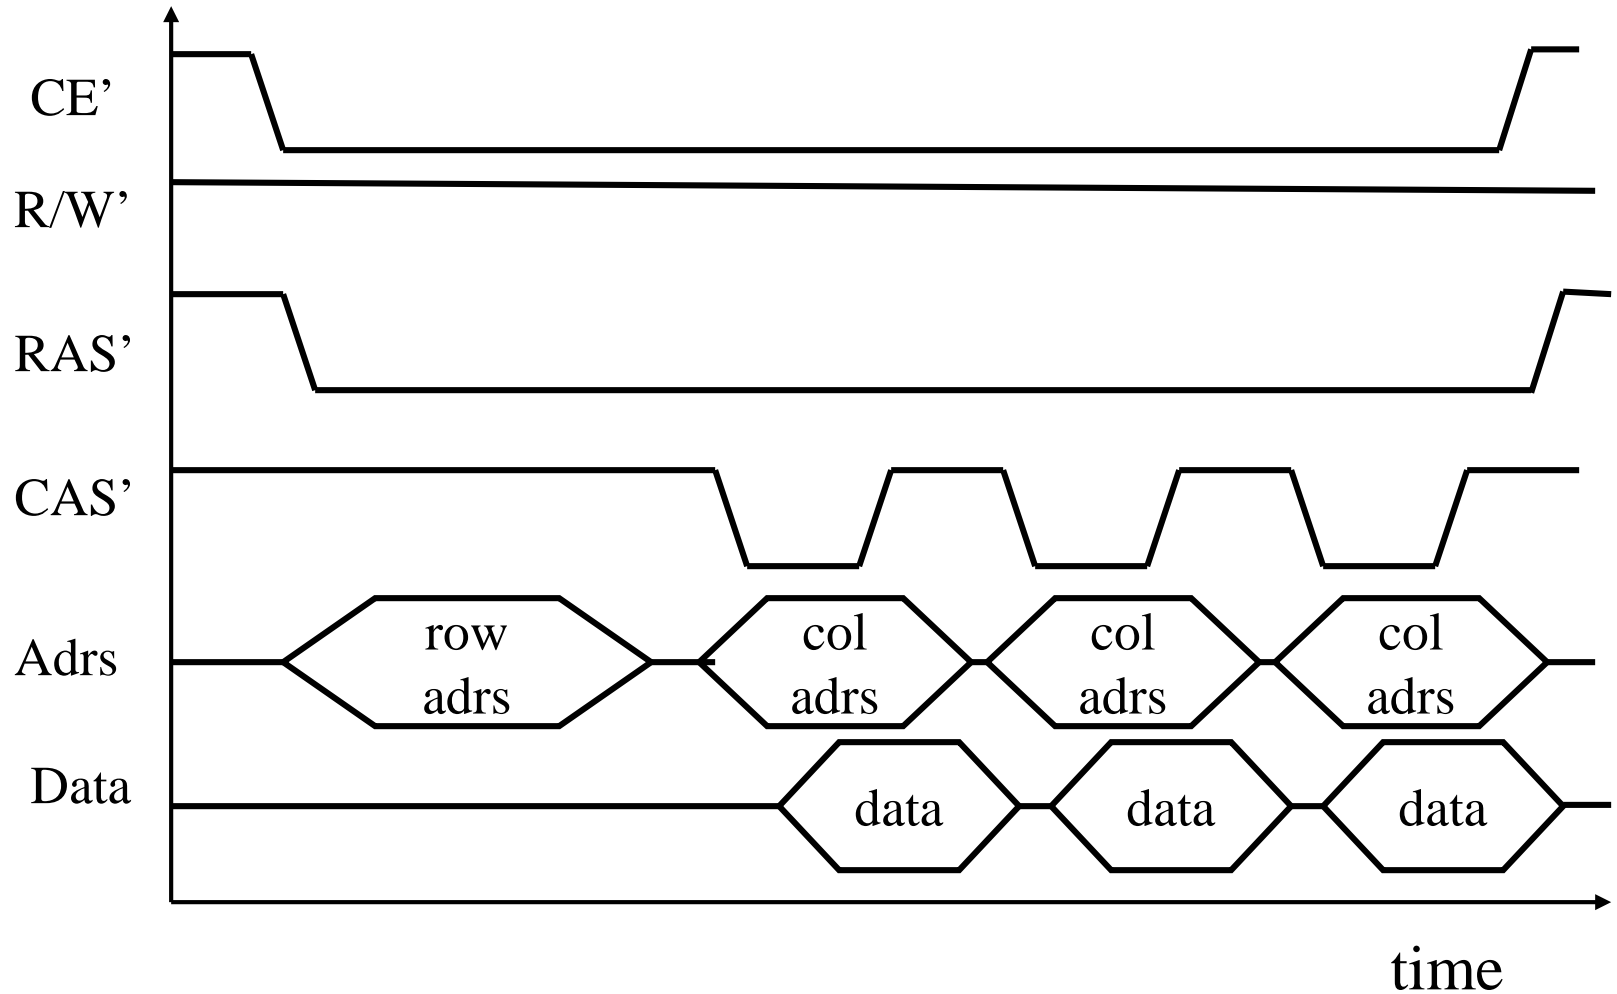 CE’
R/W’
RAS’
CAS’
Adrs
row
adrs
col
adrs
col
adrs
col
adrs
Data
data
data
data
time